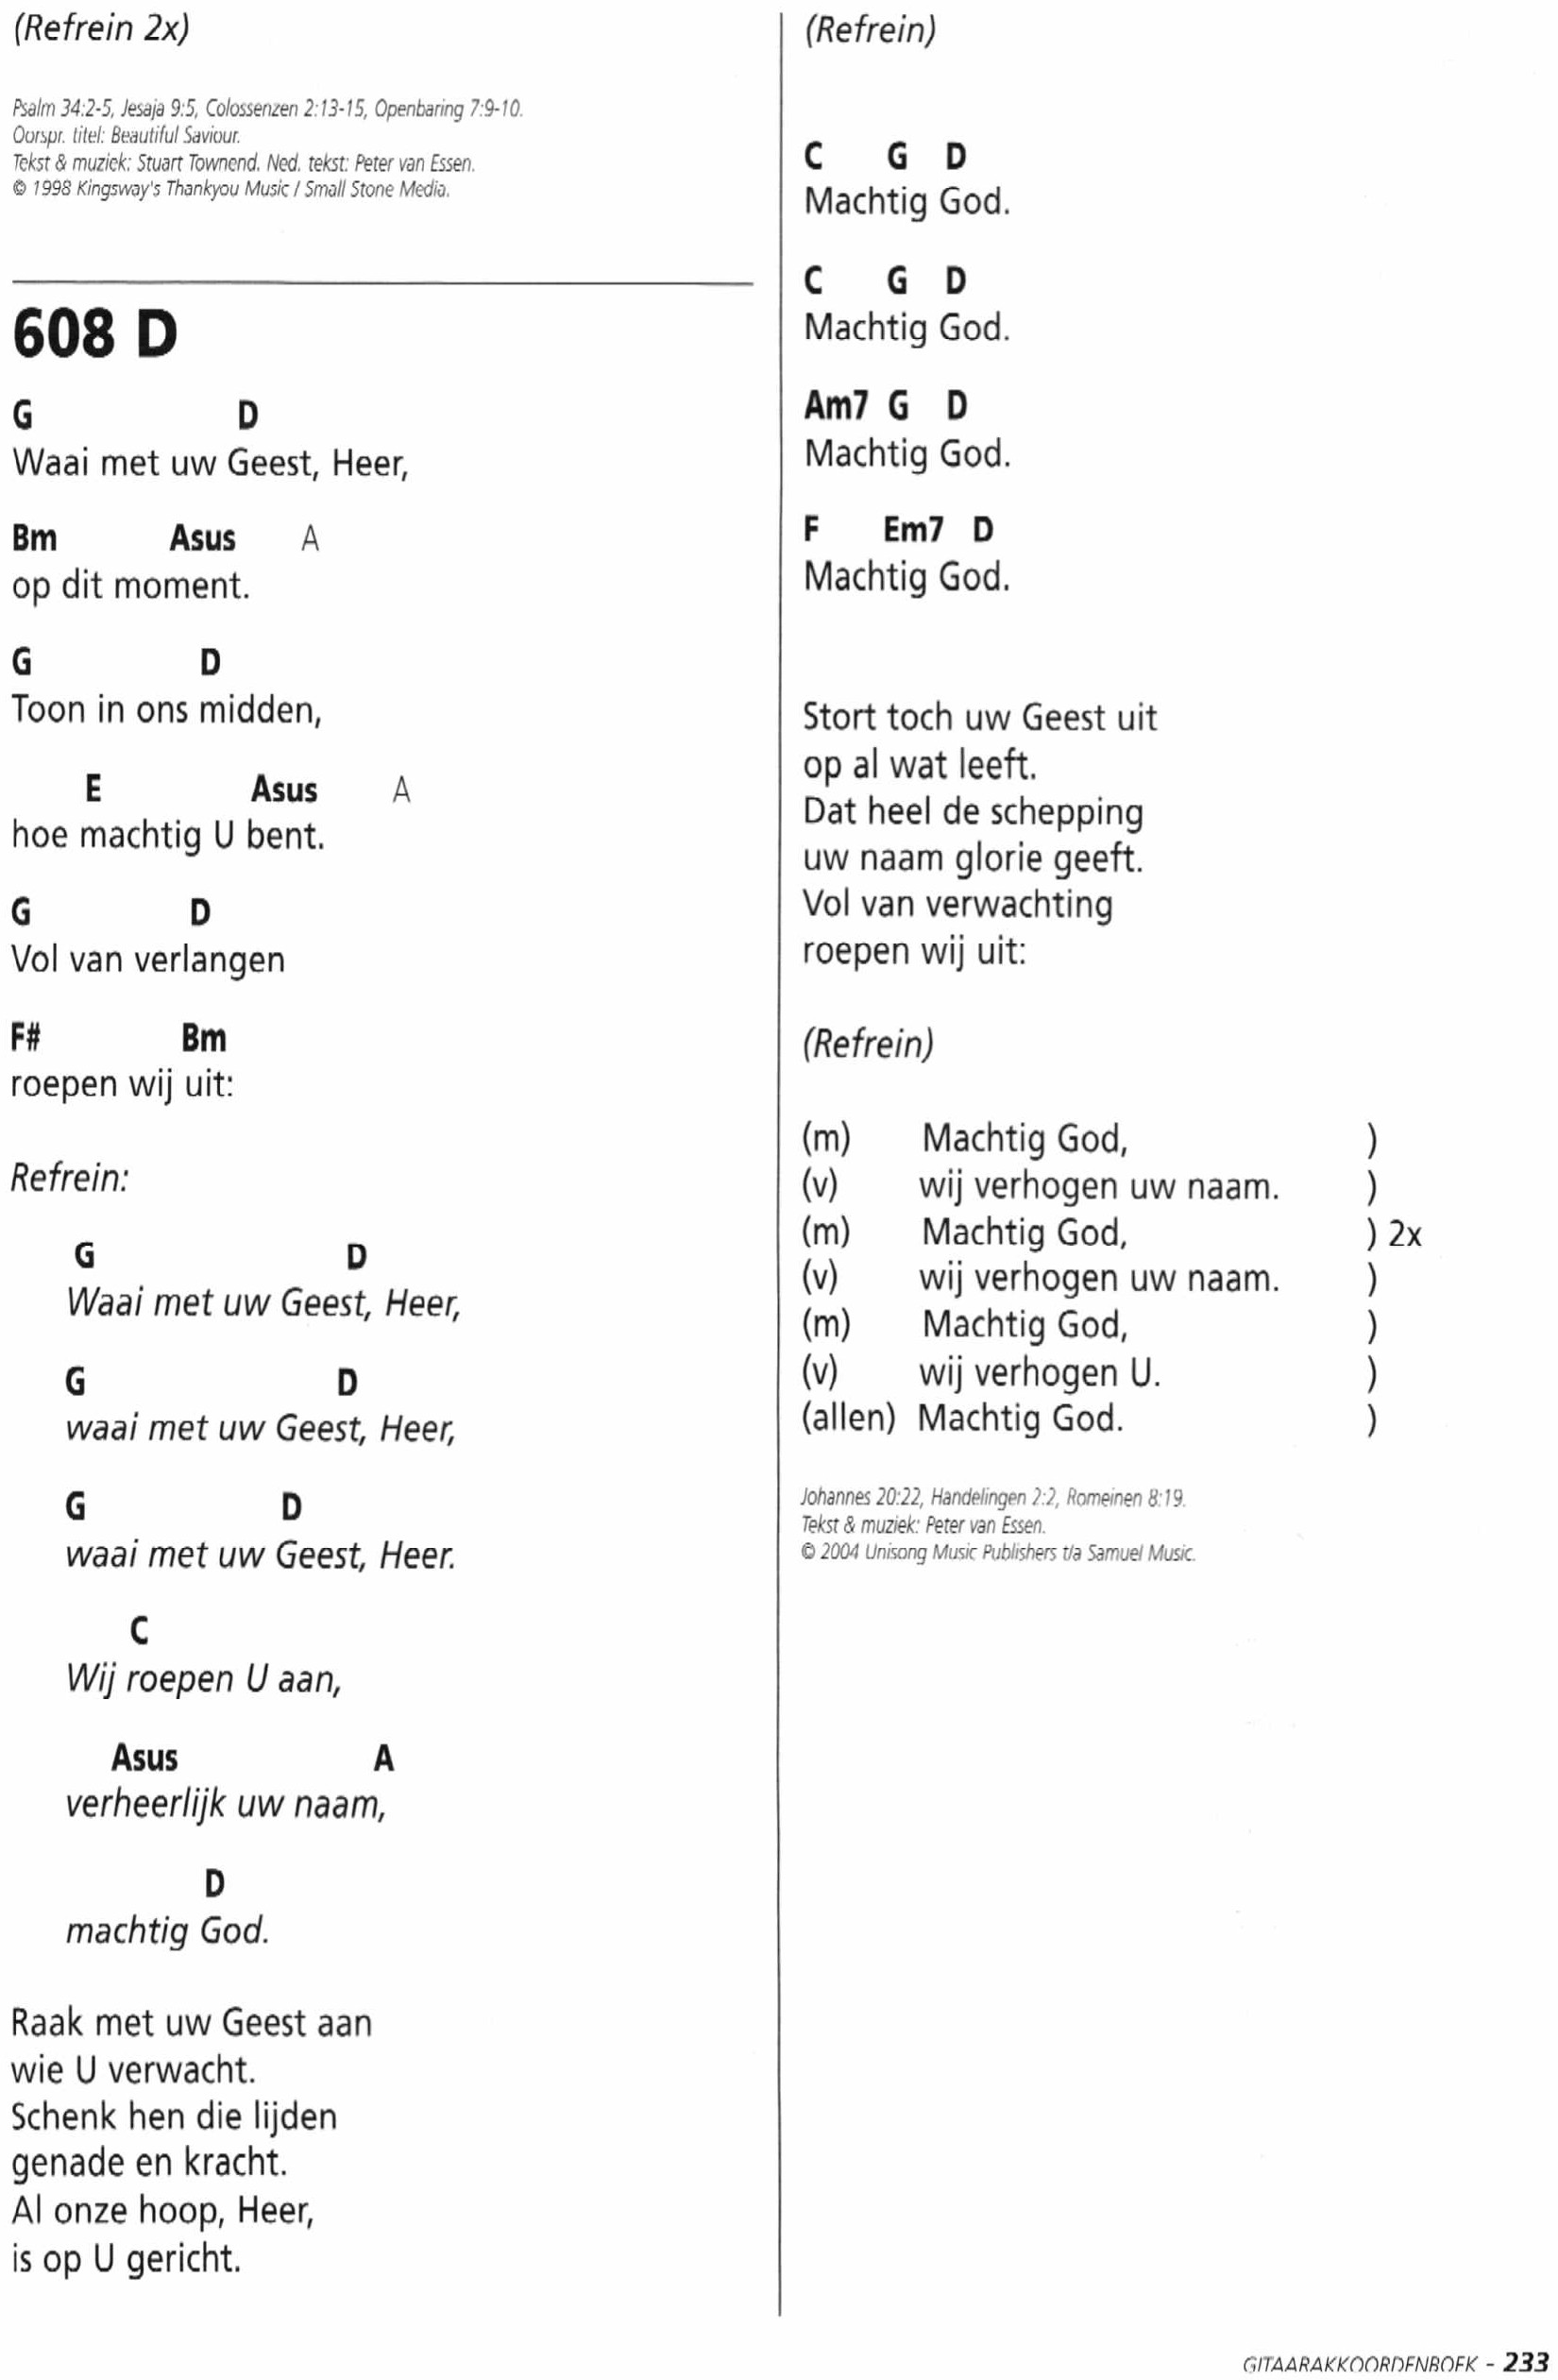 (Refrein 2x)
Psalm 34:2-5, Jesaja 9:5, Colossenzen 2:13-15, Openbaring 7:9-10.
Oorspr. titel: Beautiful Saviour.
Tekst & muziek: Stuart Townend. Ned. tekst: Peter van Essen.
© 1998 Kingsway's Thankyou Music / Small Stone Media.
608 D
G D
Waai met uw Geest, Heer,
Bm Asus A
op dit moment.
G D
Toon in ons midden,
E Asus A
hoe machtig U bent.
G D
Vol van verlangen
F# Bm
roepen wij uit:
Refrein:
G D
Waai met uw Geest, Heer,
G D
waai met uw Geest, Heer,
G D
waai met uw Geest, Heer.
C
Wij roepen U aan,
Asus A
verheerlijk uw naam,
D
machtig God.
Raak met uw Geest aan
wie U verwacht.
Schenk hen die lijden
genade en kracht.
Al onze hoop, Heer,
is op U gericht.
(Refrein)
C G D
Machtig God.
C G D
Machtig God.
Am7 G D
Machtig God.
F Em7 D
Machtig God.
Stort toch uw Geest uit
op al wat leeft.
Dat heel de schepping
uw naam glorie geeft.
Vol van verwachting
roepen wij uit:
(Refrein)
(m) Machtig God, )
(v) wij verhogen uw naam. )
(m) Machtig God, ) 2x
(v) wij verhogen uw naam. )
(m) Machtig God, )
(v) wij verhogen U. )
(allen) Machtig God. )
Johannes 20:22, Handelingen 2:2, Romeinen 8:19.
Tekst & muziek: Peter van Essen.
© 2004 Unisong Music Publishers t/a Samuel Music.
GITAARAKKOORDENBOEK - 233